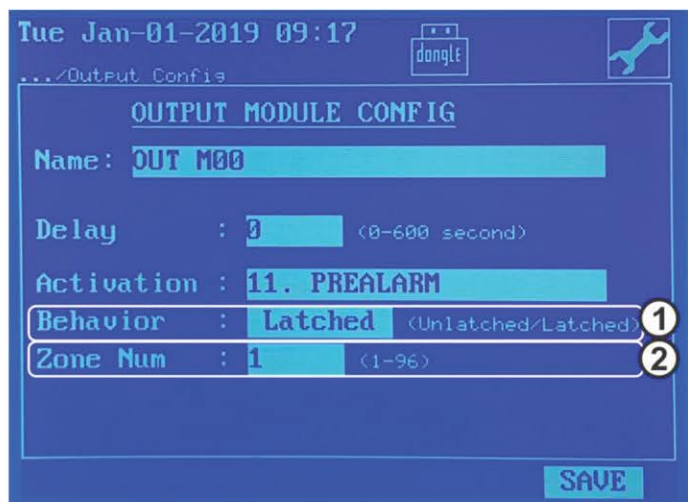 Tue Jan-01-2019 09:17
dongLE
.../Output Config
OUTPUT MODULE CONFIG
Name: OUT M00
Delay : 0 (0-600 second)
Activation : 11. PREALARM
Behavior : Latched (Unlatched/Latched) 1
Zone Num : 1 (1-96) 2
SAVE